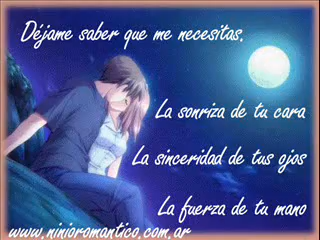 Déjame saber que me necesitas.
La sonriza de tu cara
La sinceridad de tus ojos
La fuerza de tu mano
www.ninioromantico.com.ar